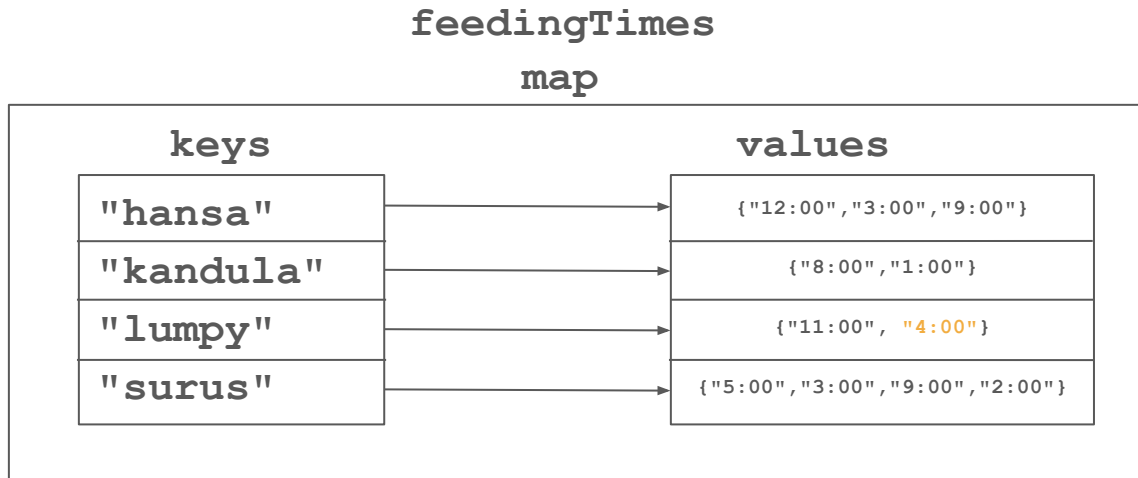 feedingTimes
map
keys values
"hansa" {"12:00","3:00","9:00"}
"kandula" {"8:00","1:00"}
"lumpy" {"11:00", "4:00"}
"surus" {"5:00","3:00","9:00","2:00"}